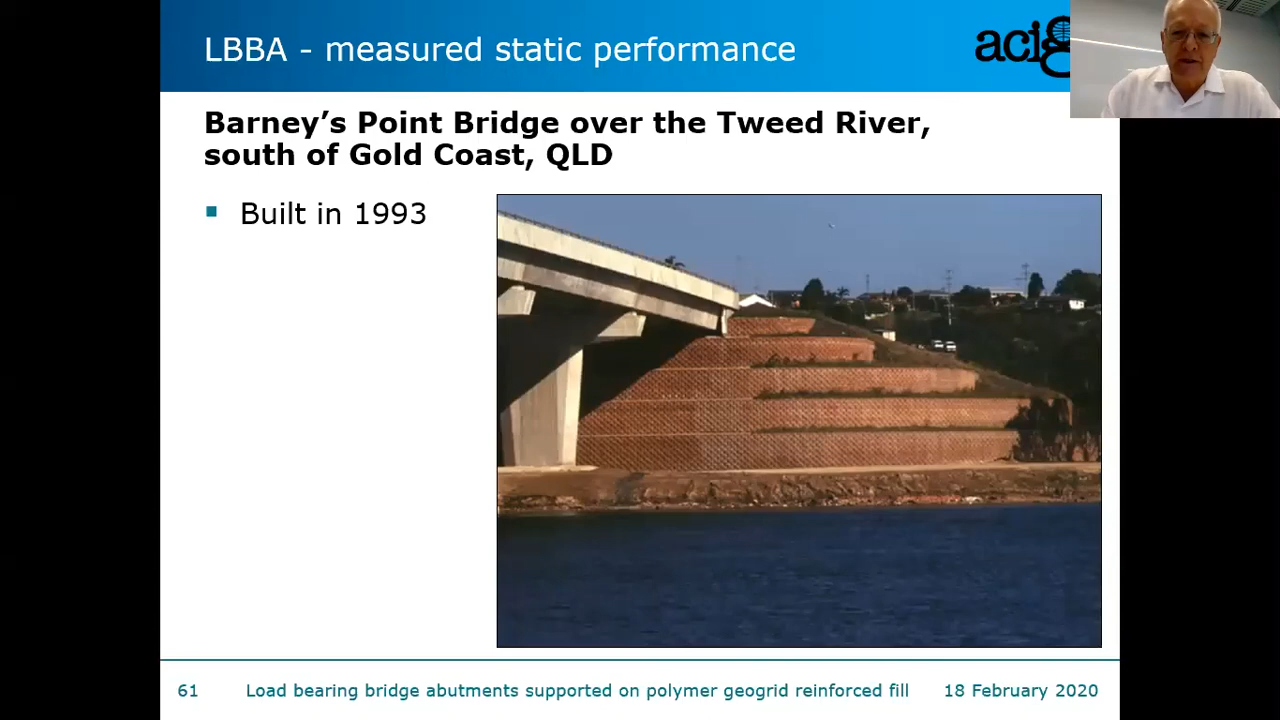 LBBA - measured static performance
acig
Barney’s Point Bridge over the Tweed River,
south of Gold Coast, QLD
▪ Built in 1993
61 Load bearing bridge abutments supported on polymer geogrid reinforced fill 18 February 2020